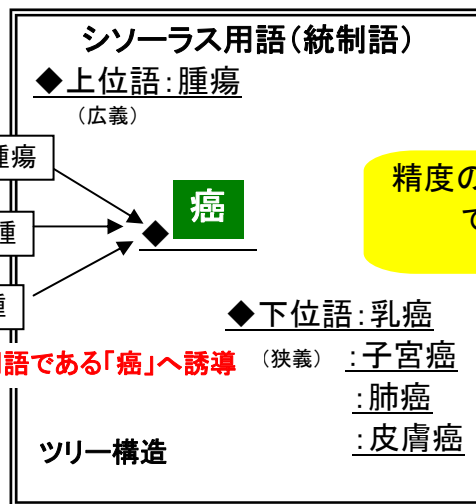 シソーラス用語（統制語）
◆上位語：腫瘍
（広義）
腫瘍
腫
◆ 癌
腫
精度の
で
◆下位語：乳癌
（狭義） ：子宮癌
：肺癌
：皮膚癌
語である「癌」へ誘導
ツリー構造